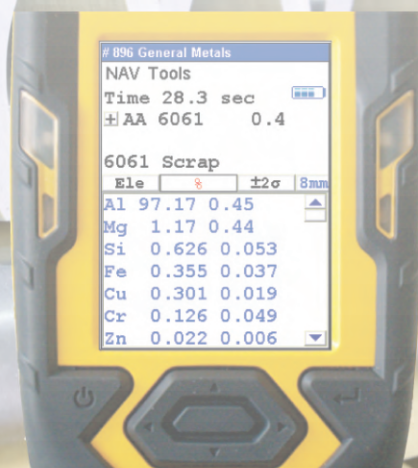 # 896 General Metals
NAV Tools
Time 28.3 sec
+ AA 6061 0.4
6061 Scrap
Ele % ±2σ 8mm
Al 97.17 0.45
Mg 1.17 0.44
Si 0.626 0.053
Fe 0.355 0.037
Cu 0.301 0.019
Cr 0.126 0.049
Zn 0.022 0.006